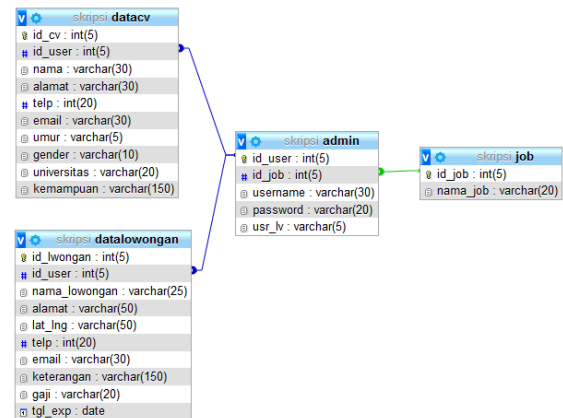 skripsi datacv
id_cv : int(5)
id_user : int(5)
nama : varchar(30)
alamat : varchar(30)
telp : int(20)
email : varchar(30)
umur : varchar(5)
gender : varchar(10)
universitas : varchar(20)
kemampuan : varchar(150)
skripsi admin
id_user : int(5)
id_job : int(5)
username : varchar(30)
password : varchar(20)
usr_lv : varchar(5)
skripsi job
id_job : int(5)
nama_job : varchar(20)
skripsi datalowongan
id_lwongan : int(5)
id_user : int(5)
nama_lowongan : varchar(25)
alamat : varchar(50)
lat_lng : varchar(50)
telp : int(20)
email : varchar(30)
keterangan : varchar(150)
gaji : varchar(20)
tgl_exp : date